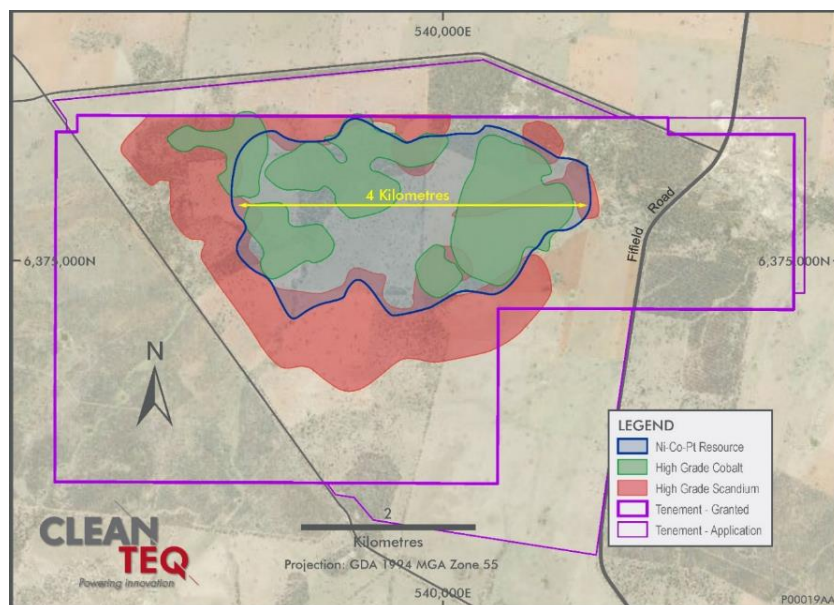 540,000E
4 Kilometres
Fifield Road
6,375,000N
6,375,000N
N
LEGEND
Ni-Co-Pt Resource
High Grade Cobalt
High Grade Scandium
Tenement - Granted
Tenement - Application
2
Kilometres
Projection: GDA 1994 MGA Zone 55
CLEAN
TEQ
Powering Innovation
540,000E
P00019AA